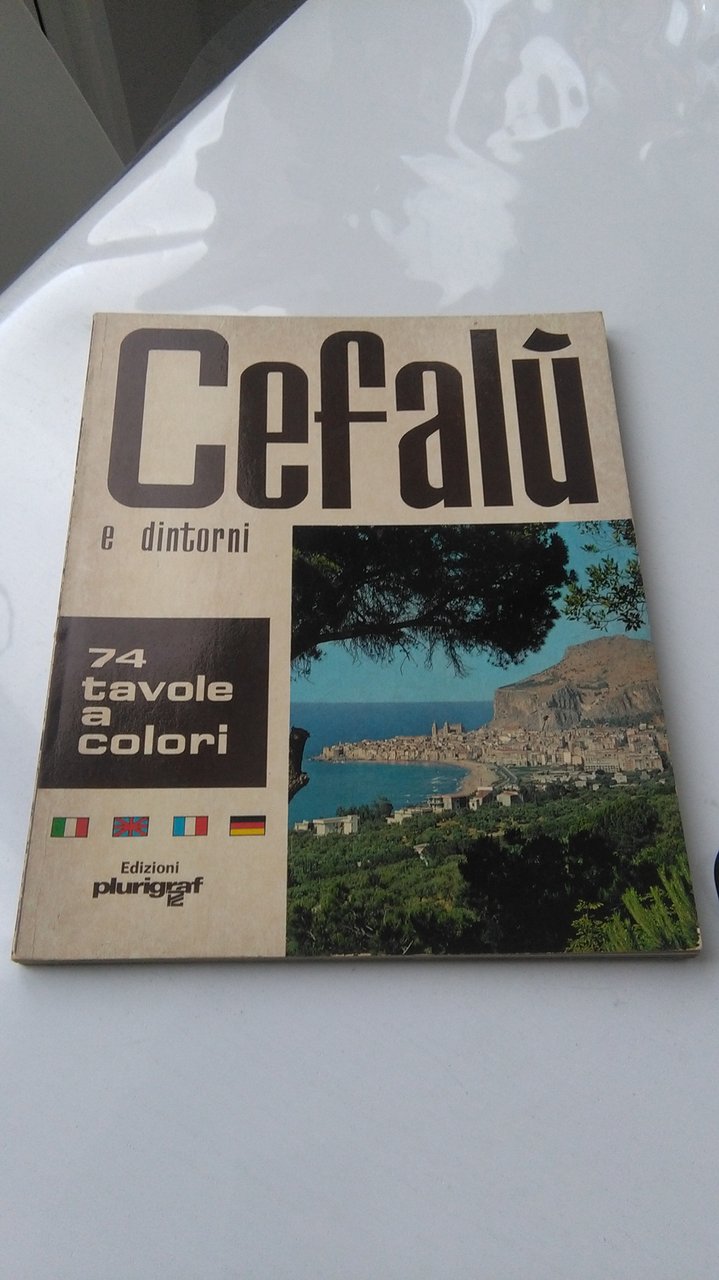 Cefalù
e dintorni
74
tavole
a
colori
Edizioni
plurigraf